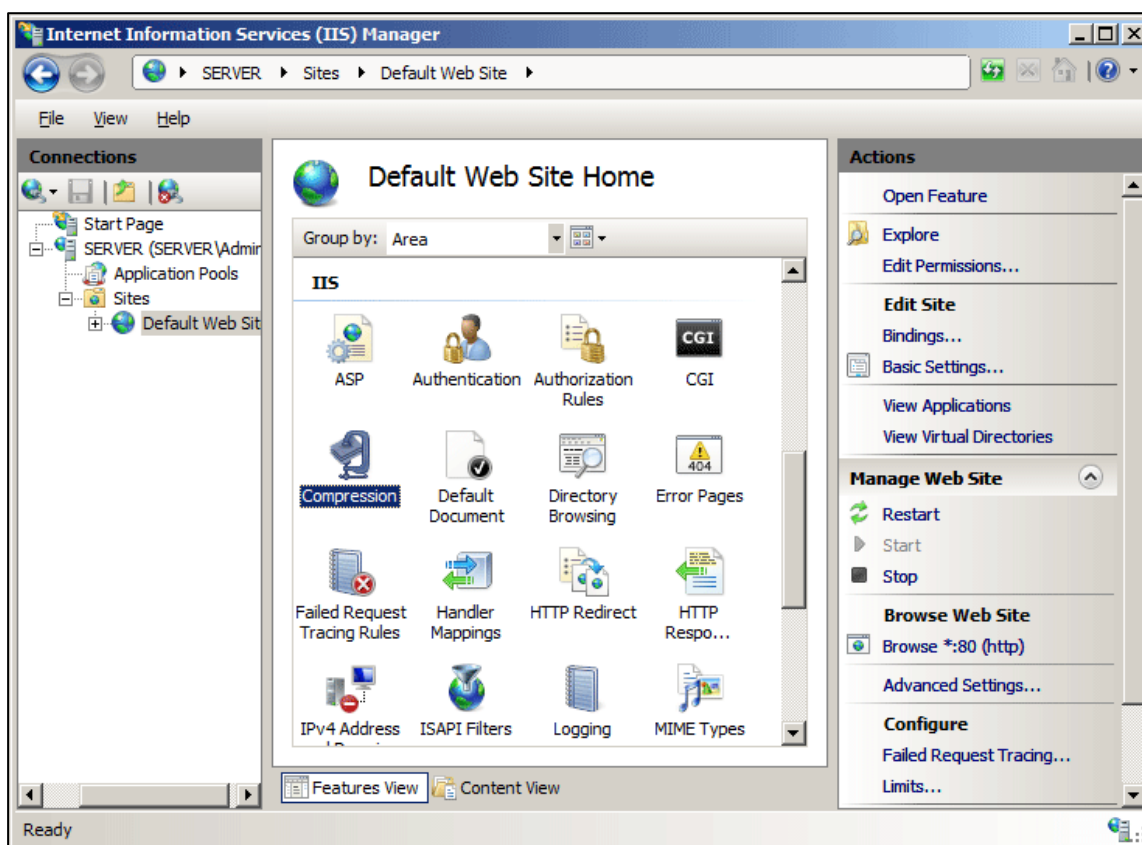 Internet Information Services (IIS) Manager
SERVER Sites Default Web Site
File View Help
Connections
Start Page
SERVER (SERVER\Admin
Application Pools
Sites
Default Web Sit
Default Web Site Home
Group by: Area
IIS
ASP
Authentication
Authorization
Rules
CGI
CGI
Compression
Default
Document
Directory
Browsing
404
Error Pages
Failed Request
Tracing Rules
Handler
Mappings
HTTP Redirect
HTTP
Respo...
IPv4 Address
ISAPI Filters
Logging
MIME Types
Features View
Content View
Actions
Open Feature
Explore
Edit Permissions...
Edit Site
Bindings...
Basic Settings...
View Applications
View Virtual Directories
Manage Web Site
Restart
Start
Stop
Browse Web Site
Browse *:80 (http)
Advanced Settings...
Configure
Failed Request Tracing...
Limits...
Ready